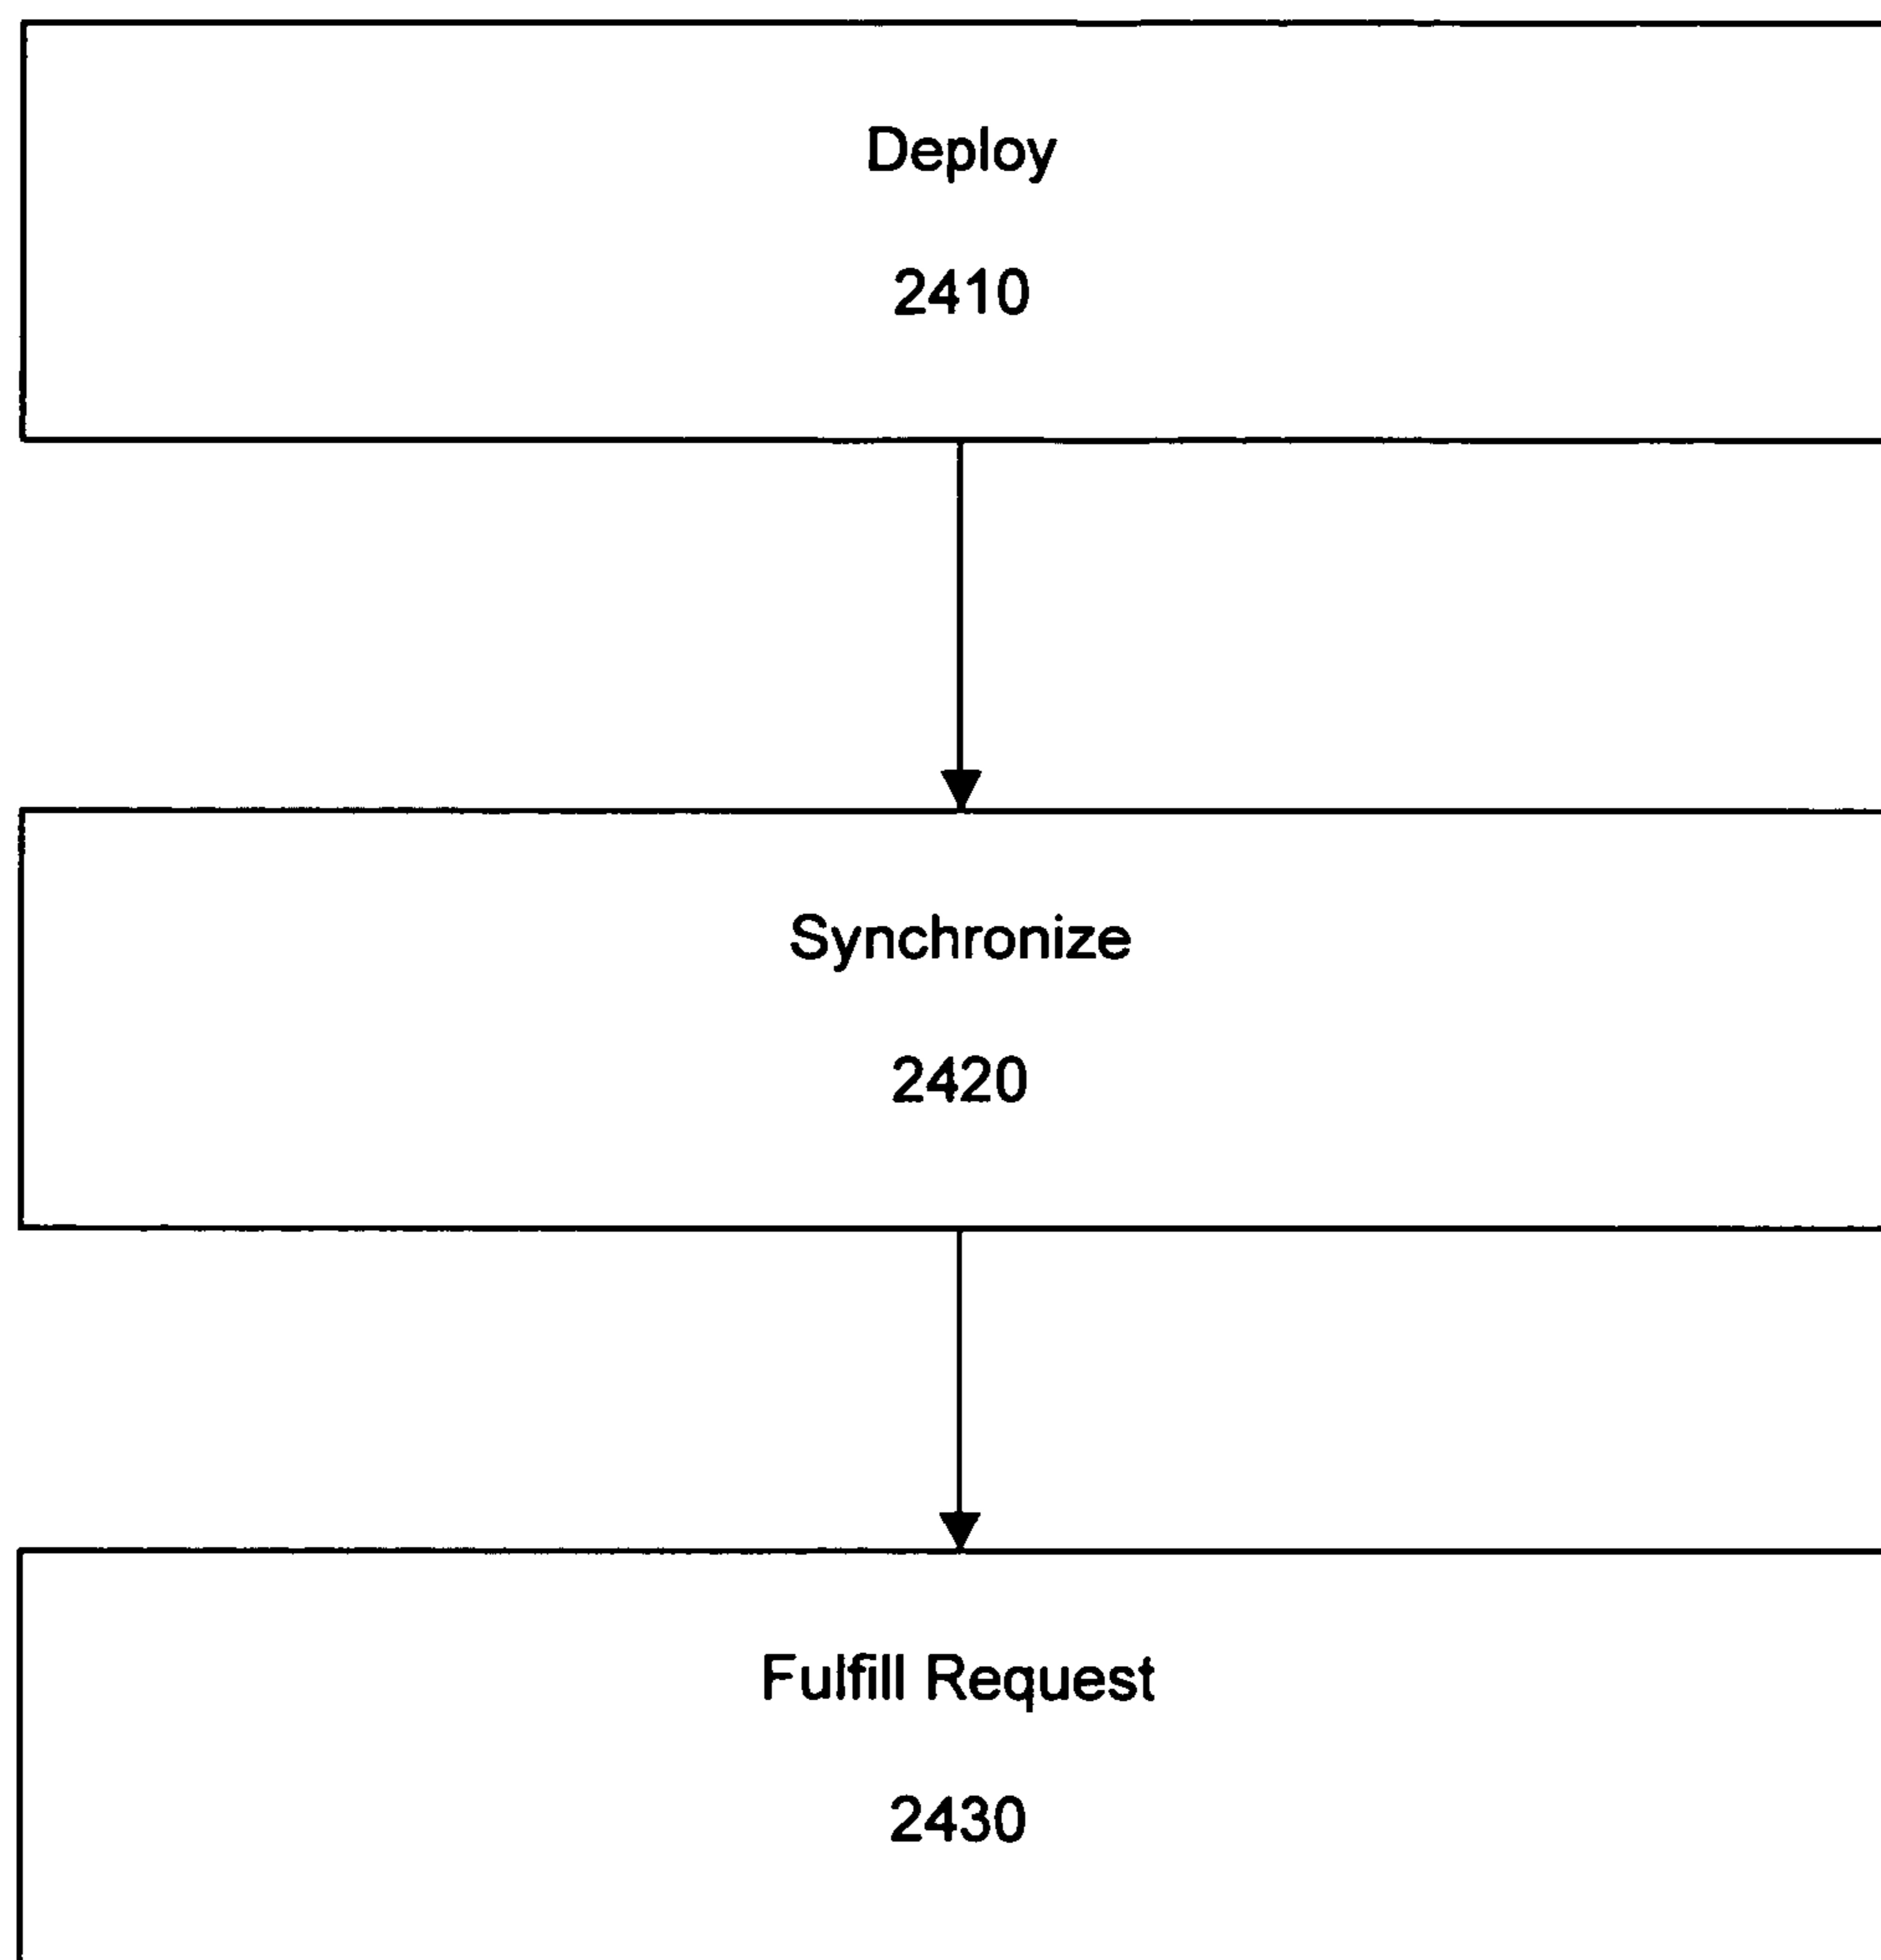 Deploy
2410
Synchronize
2420
Fulfill Request
2430